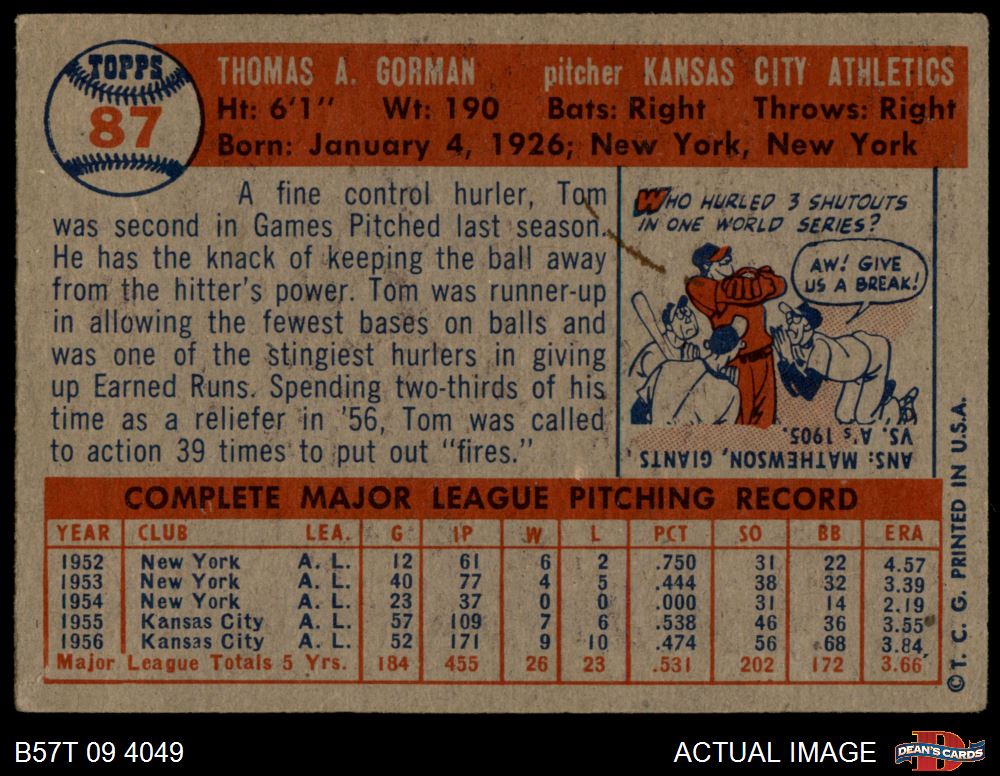 TOPPS
87
THOMAS A. GORMAN pitcher KANSAS CITY ATHLETICS
Ht: 6'1" Wt: 190 Bats: Right Throws: Right
Born: January 4, 1926; New York, New York
A fine control hurler, Tom
was second in Games Pitched last season.
He has the knack of keeping the ball away
from the hitter's power. Tom was runner-up
in allowing the fewest bases on balls and
was one of the stingiest hurlers in giving
up Earned Runs. Spending two-thirds of his
time as a reliefer in '56, Tom was called
to action 39 times to put out "fires."
WHO HURLED 3 SHUTOUTS
IN ONE WORLD SERIES?
AW! GIVE
US A BREAK!
ANS: MATHEWSON, GIANTS,
VS. A's 1905.
COMPLETE MAJOR LEAGUE PITCHING RECORD
YEAR CLUB LEA. G IP W L PCT SO BB ERA
1952 New York A. L. 12 61 6 2 .750 31 22 4.57
1953 New York A. L. 40 77 4 5 .444 38 32 3.39
1954 New York A. L. 23 37 0 0 .000 31 14 2.19
1955 Kansas City A. L. 57 109 7 6 .538 46 36 3.55
1956 Kansas City A. L. 52 171 9 10 .474 56 68 3.84
Major League Totals 5 Yrs. 184 455 26 23 .531 202 172 3.66
© T. C. G. PRINTED IN U.S.A.
B57T 09 4049
ACTUAL IMAGE
D
DEAN'S CARDS